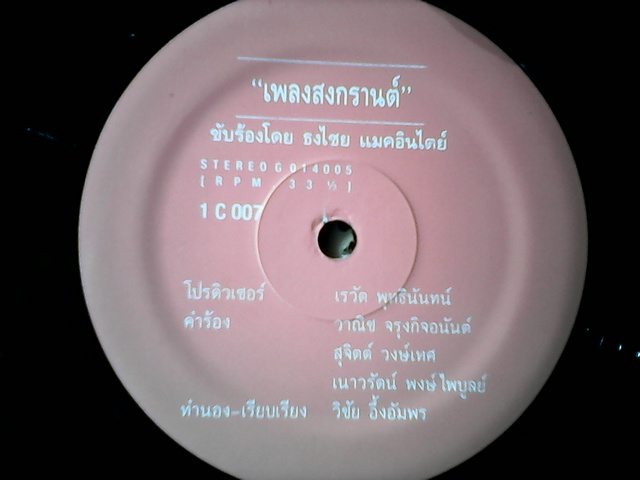 “เพลงสงกรานต์”
ขับร้องโดย ธงไชย แมคอินไตย์
STEREO G014005
[RPM 33 ⅓]
1 C 007
โปรดิวเซอร์ เรวัต พุทธินันทน์
คำร้อง วาณิช จรุงกิจอนันต์
สุจิตต์ วงษ์เทศ
เนาวรัตน์ พงษ์ไพบูลย์
ทำนอง-เรียบเรียง วิชัย อึ้งอัมพร